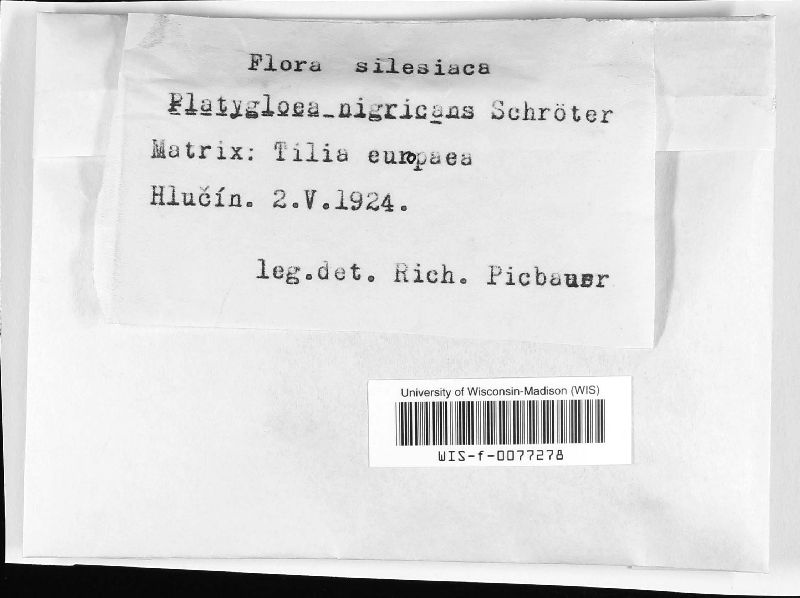 Flora silesiaca
Platygloea nigricans Schröter
Matrix: Tilia europaea
Hlučín. 2.V.1924.
leg.det. Rich. Picbauer
University of Wisconsin-Madison (WIS)
WIS-f-0077278